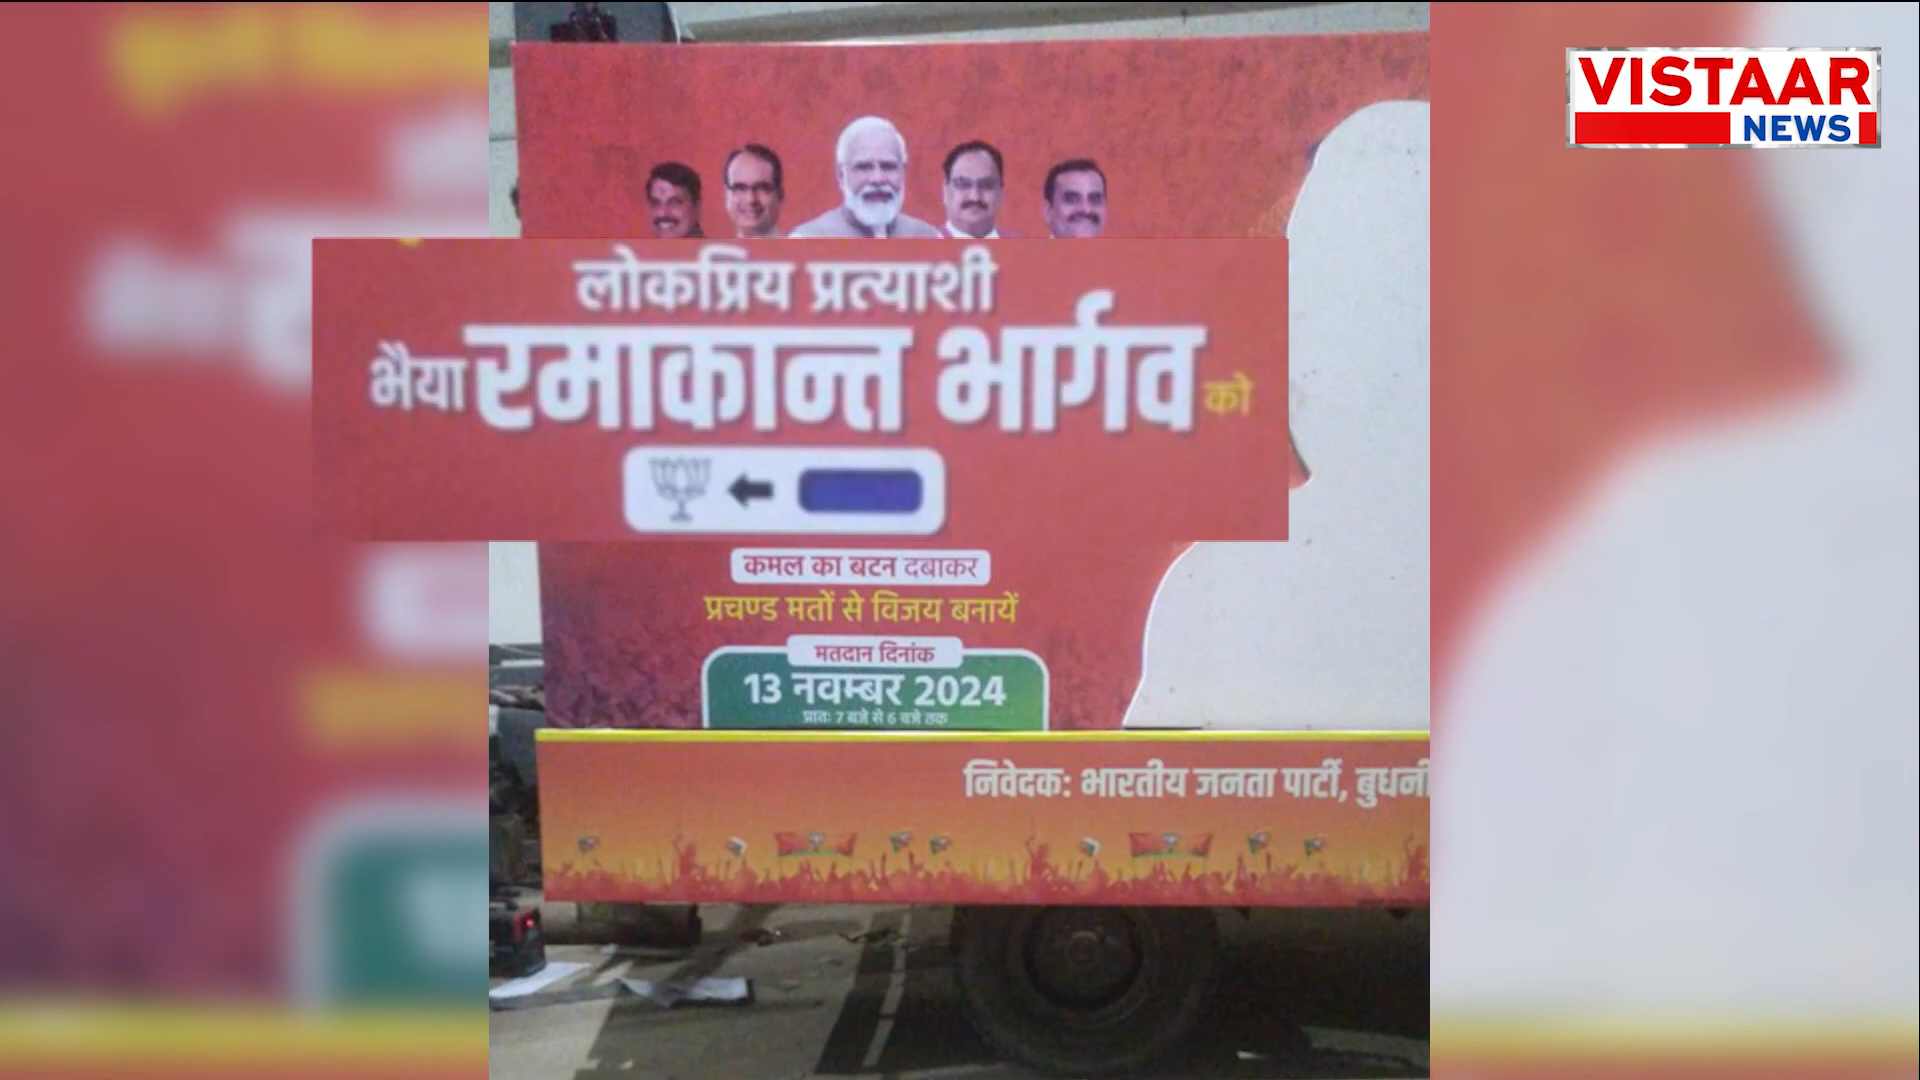 VISTAAR
NEWS
लोकप्रिय प्रत्याशी
भैया रमाकान्त भार्गव को
कमल का बटन दबाकर
प्रचण्ड मतों से विजय बनायें
मतदान दिनांक
13 नवम्बर 2024
प्रातः 7 बजे से 6 बजे तक
निवेदक: भारतीय जनता पार्टी, बुधनी